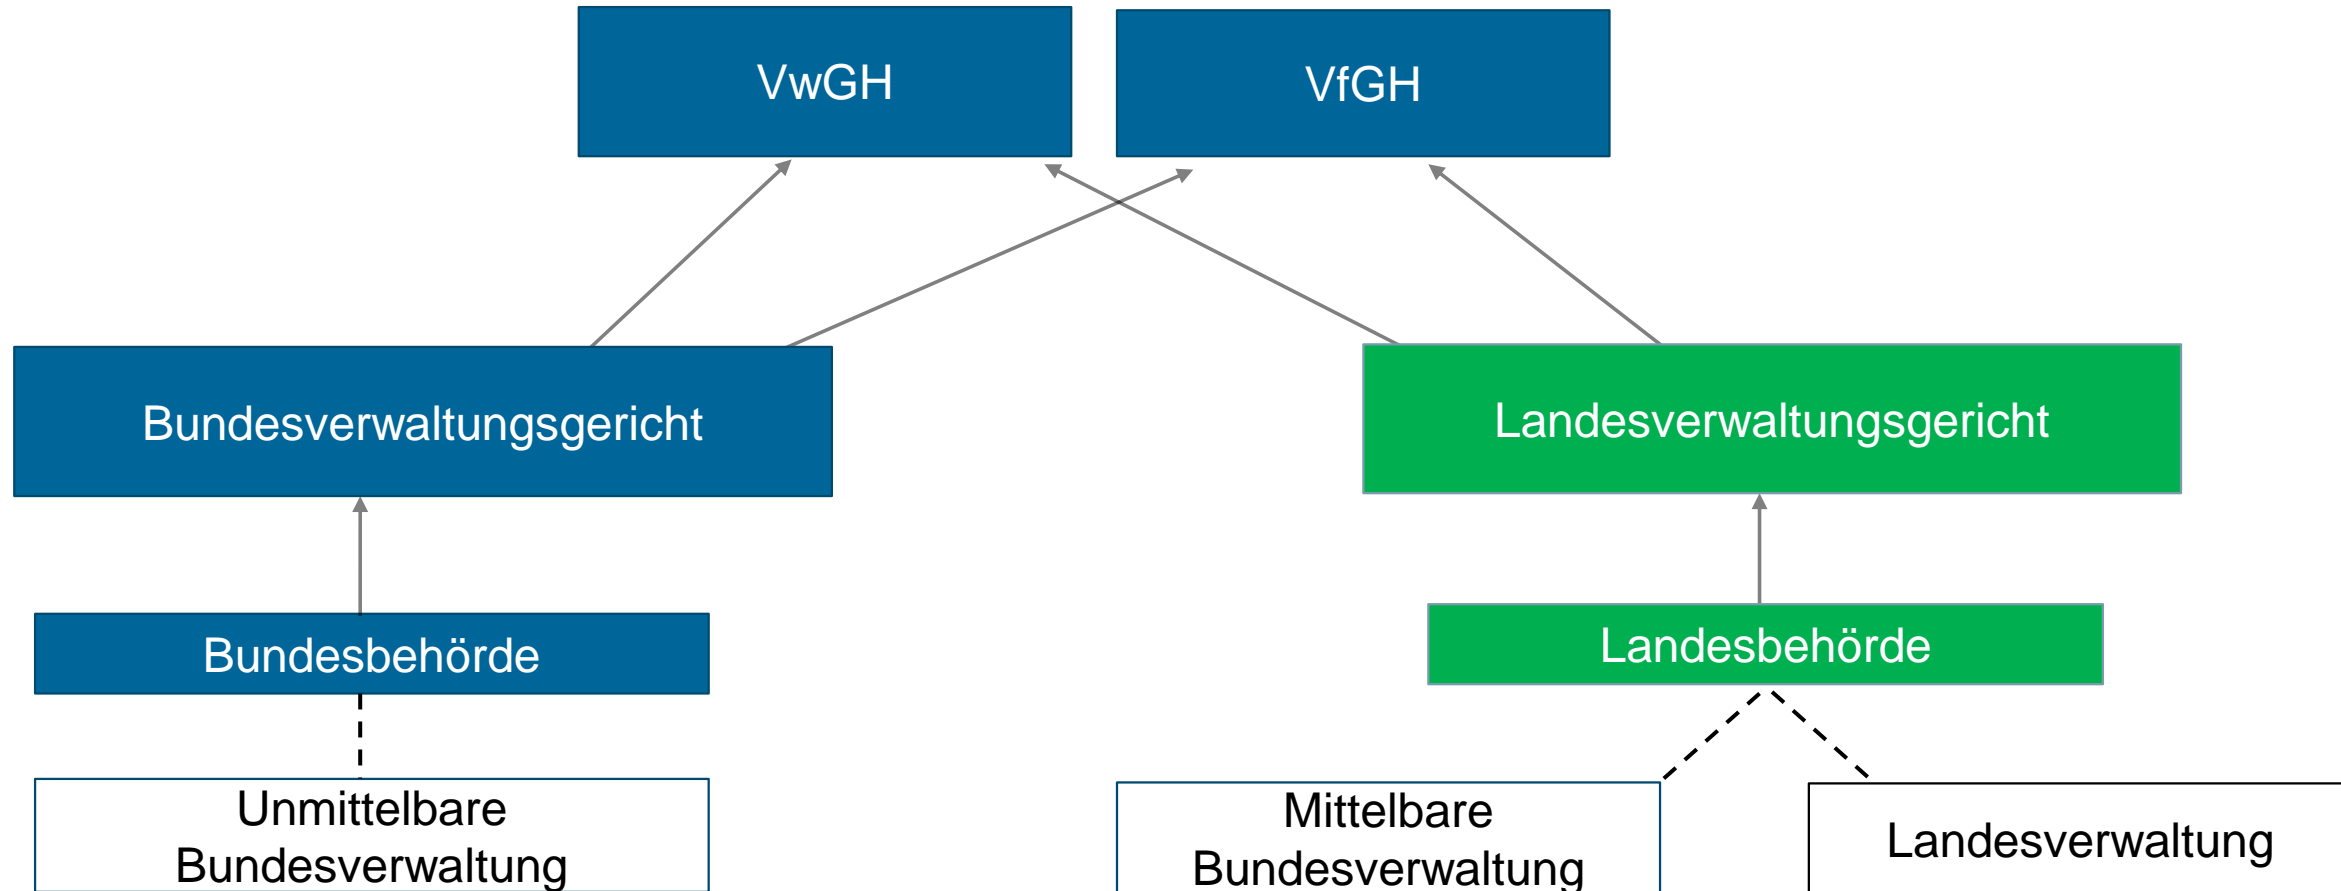 VwGH
VfGH
Bundesverwaltungsgericht
Landesverwaltungsgericht
Bundesbehörde
Landesbehörde
Unmittelbare
Bundesverwaltung
Mittelbare
Bundesverwaltung
Landesverwaltung